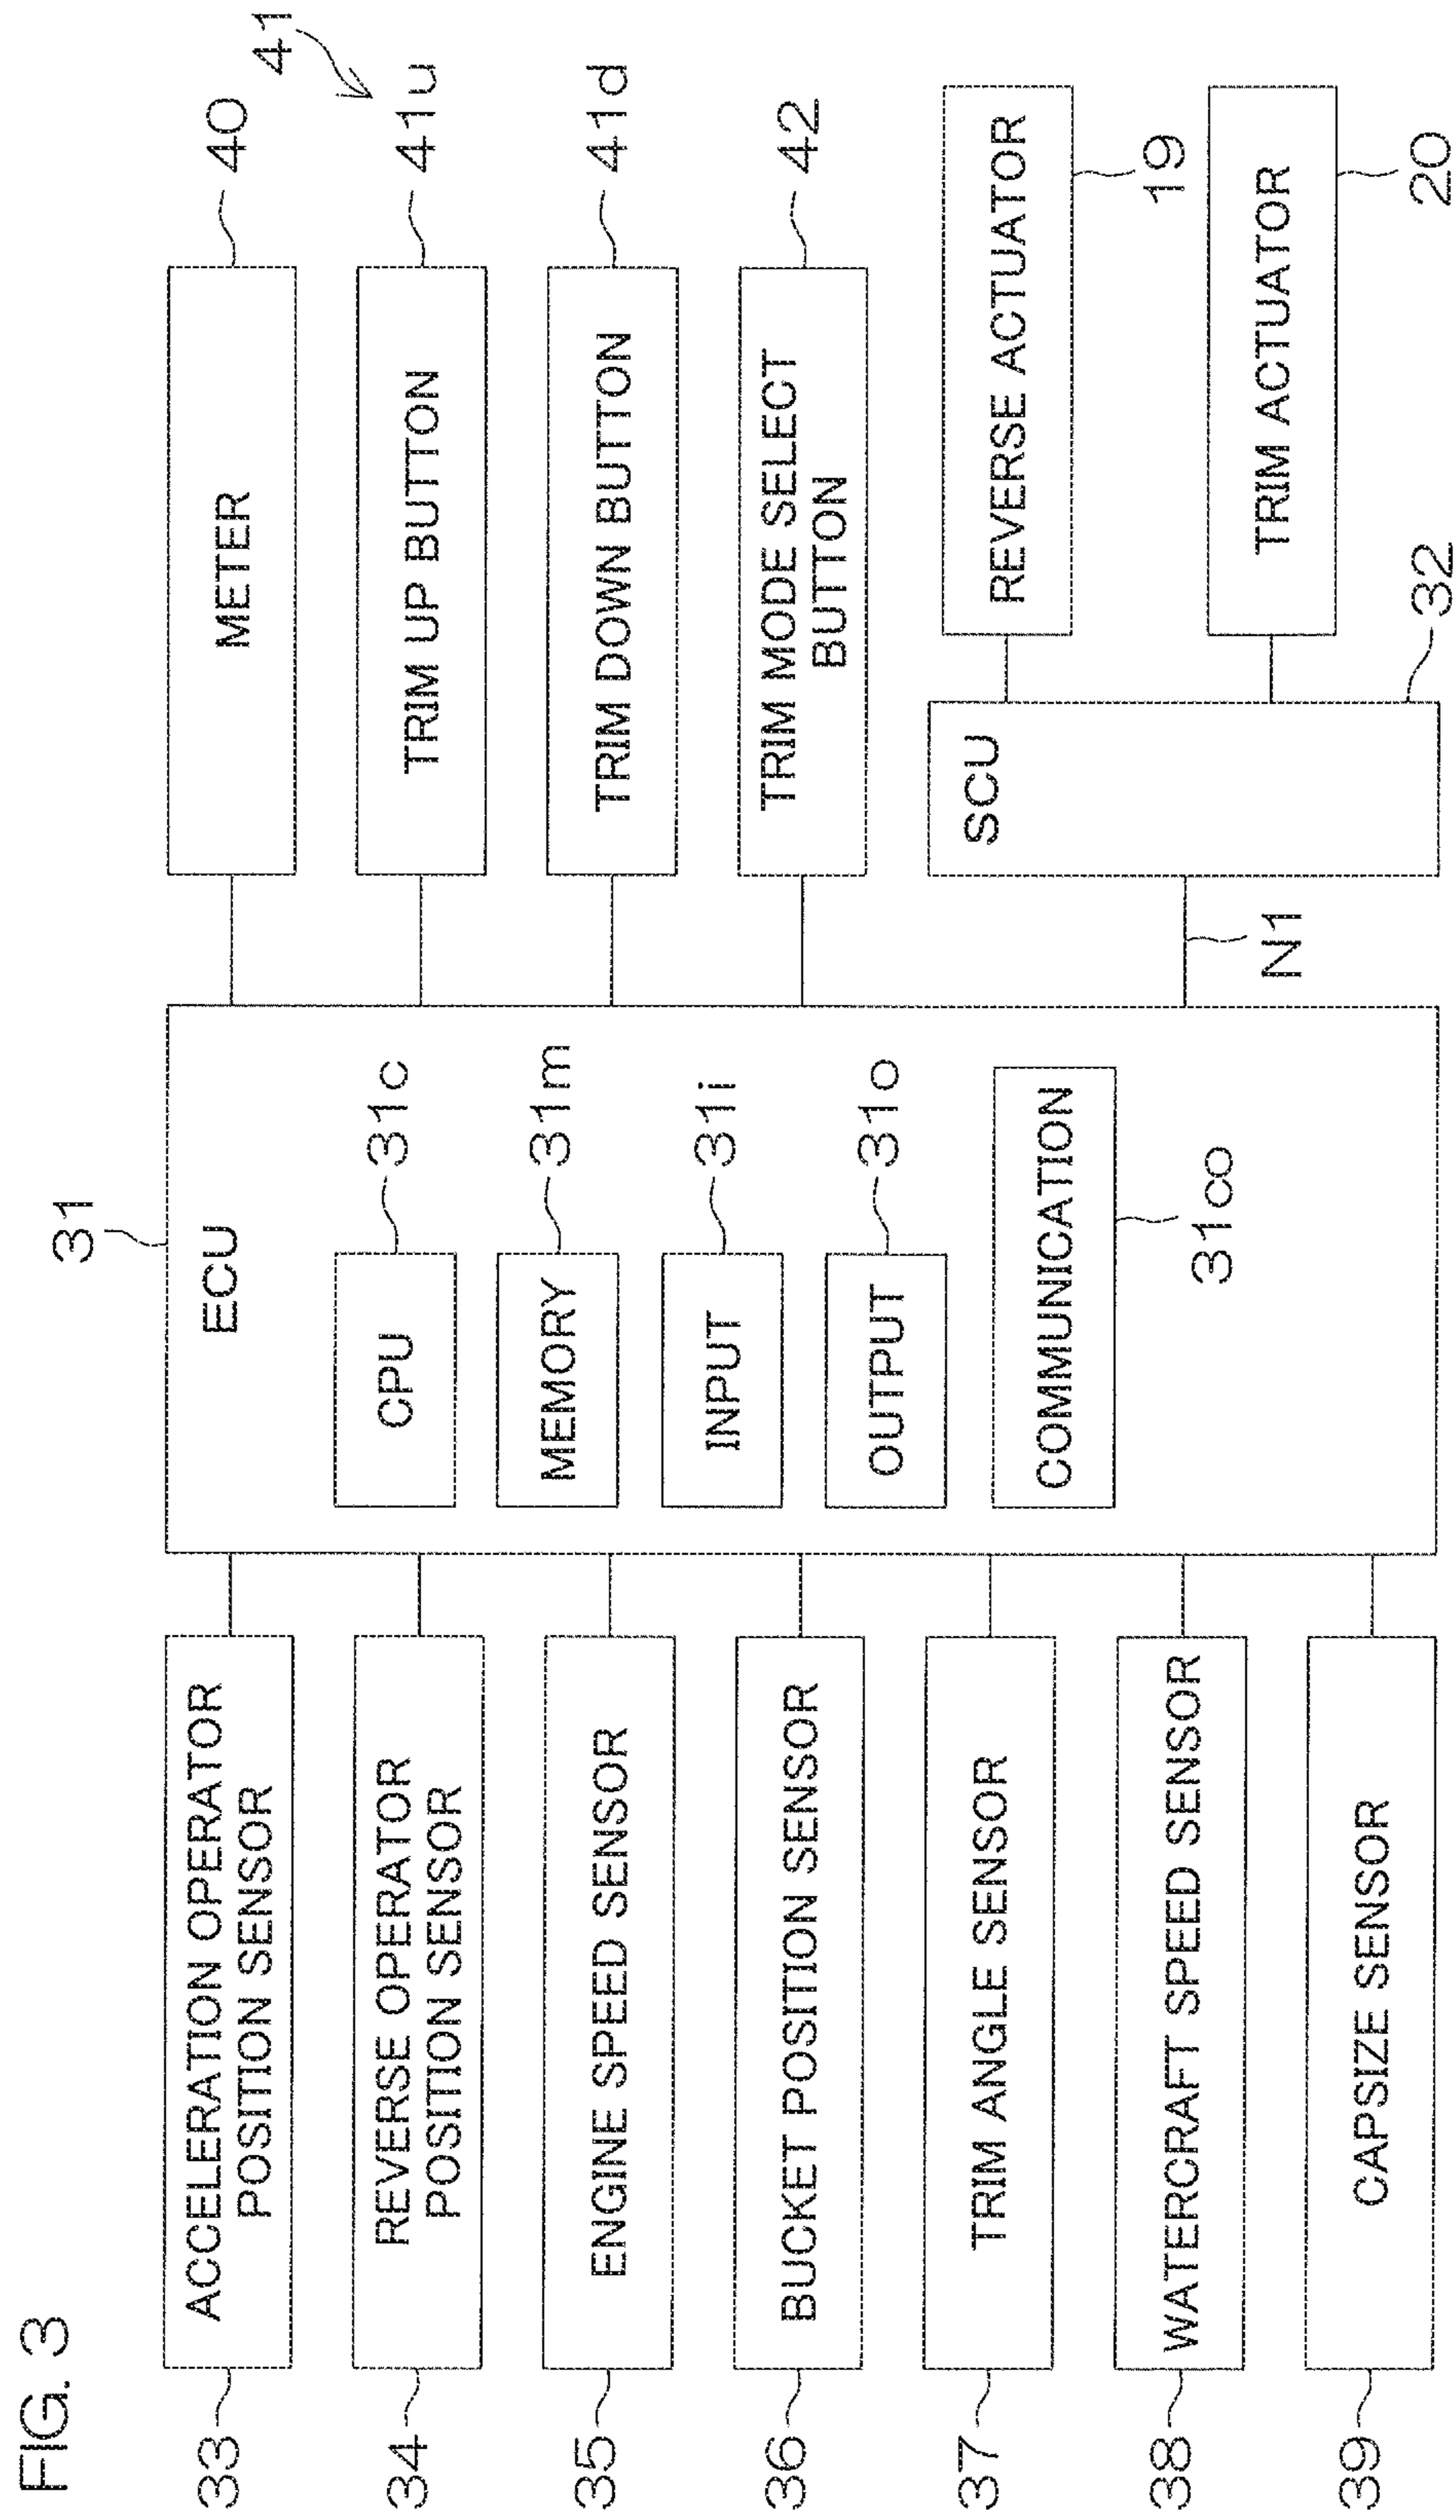 FIG. 3
31
41
33
ACCELERATION OPERATOR
POSITION SENSOR
ECU
METER
40
34
REVERSE OPERATOR
POSITION SENSOR
CPU
31c
TRIM UP BUTTON
41u
35
ENGINE SPEED SENSOR
MEMORY
31m
TRIM DOWN BUTTON
41d
36
BUCKET POSITION SENSOR
INPUT
31i
TRIM MODE SELECT
BUTTON
42
OUTPUT
31o
37
TRIM ANGLE SENSOR
COMMUNICATION
31co
SCU
REVERSE ACTUATOR
19
38
WATERCRAFT SPEED SENSOR
N1
TRIM ACTUATOR
20
39
CAPSIZE SENSOR
32